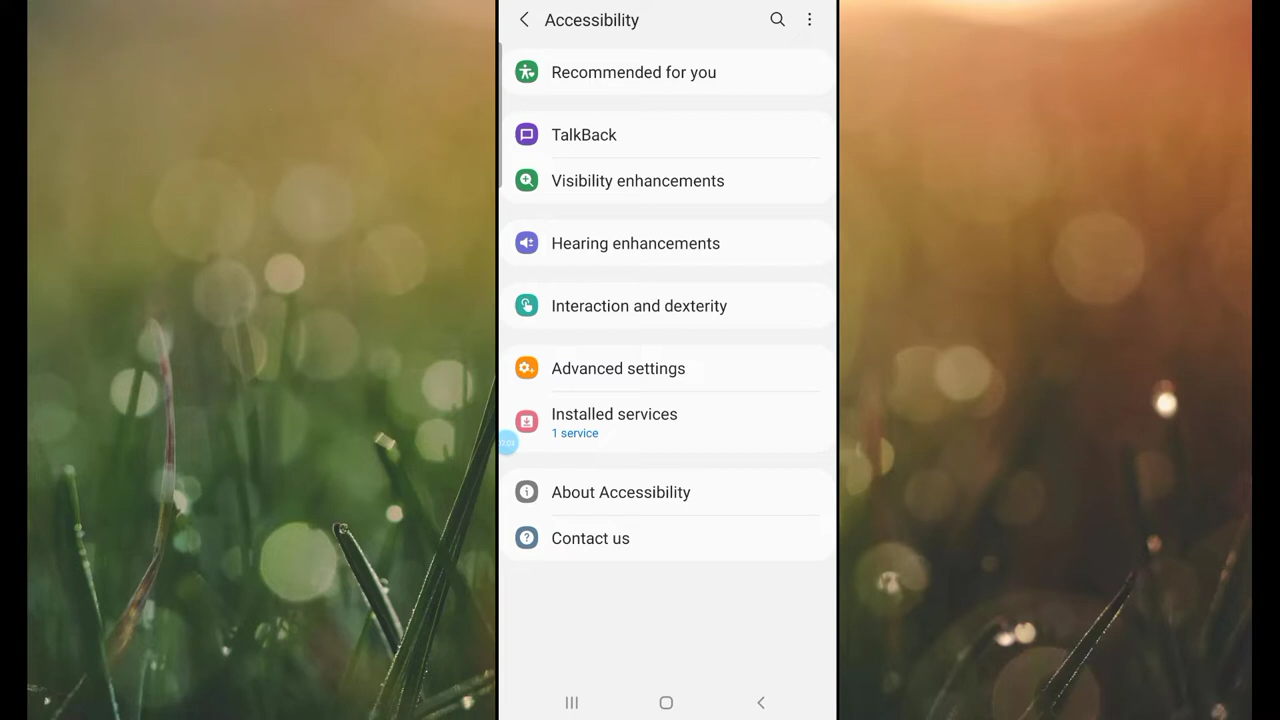 Accessibility
Recommended for you
TalkBack
Visibility enhancements
Hearing enhancements
Interaction and dexterity
Advanced settings
Installed services
1 service
About Accessibility
Contact us